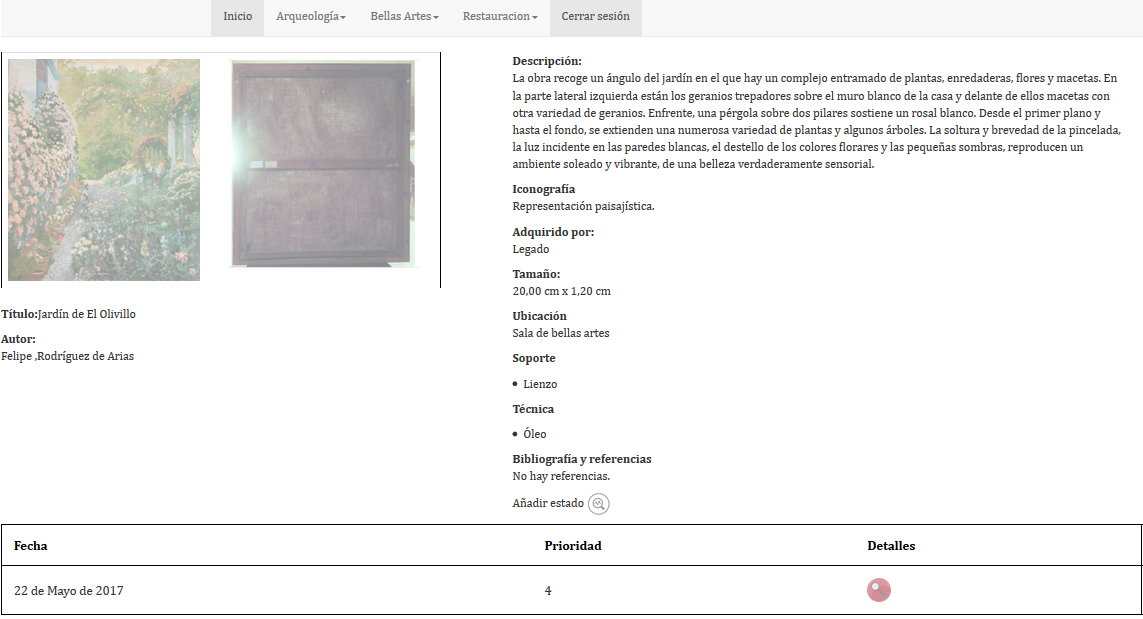 Inicio Arqueología Bellas Artes Restauracion Cerrar sesión
Título:Jardín de El Olivillo
Autor:
Felipe ,Rodríguez de Arias
Descripción:
La obra recoge un ángulo del jardín en el que hay un complejo entramado de plantas, enredaderas, flores y macetas. En
la parte lateral izquierda están los geranios trepadores sobre el muro blanco de la casa y delante de ellos macetas con
otra variedad de geranios. Enfrente, una pérgola sobre dos pilares sostiene un rosal blanco. Desde el primer plano y
hasta el fondo, se extienden una numerosa variedad de plantas y algunos árboles. La soltura y brevedad de la pincelada,
la luz incidente en las paredes blancas, el destello de los colores florares y las pequeñas sombras, reproducen un
ambiente soleado y vibrante, de una belleza verdaderamente sensorial.
Iconografía
Representación paisajística.
Adquirido por:
Legado
Tamaño:
20,00 cm x 1,20 cm
Ubicación
Sala de bellas artes
Soporte
• Lienzo
Técnica
• Óleo
Bibliografía y referencias
No hay referencias.
Añadir estado
Fecha Prioridad Detalles
22 de Mayo de 2017 4